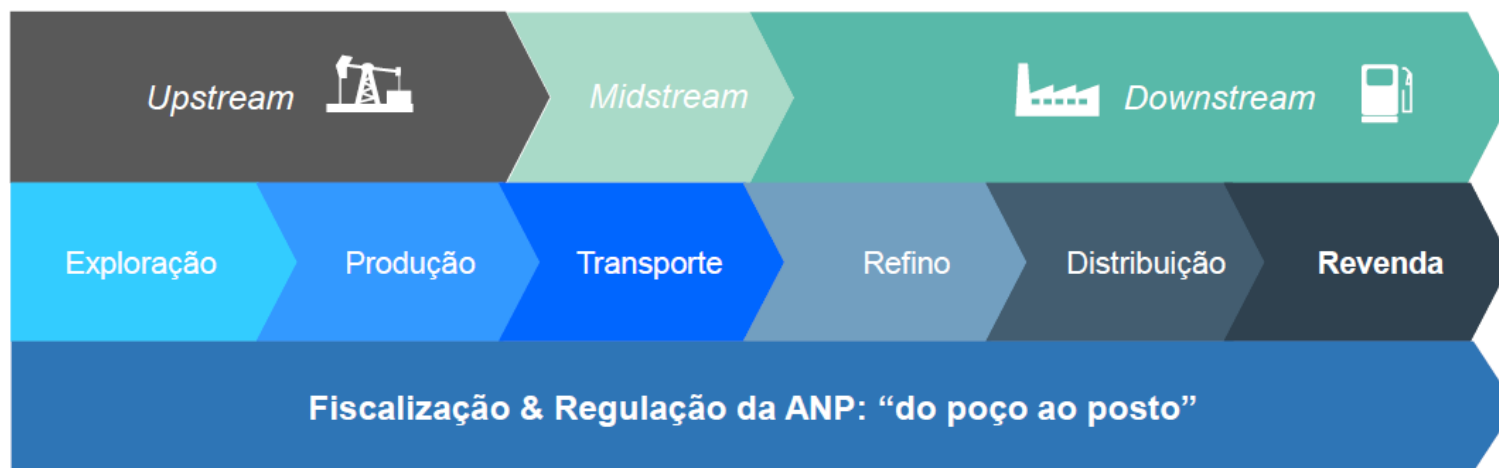 Upstream
Midstream
Downstream
Exploração
Produção
Transporte
Refino
Distribuição
Revenda
Fiscalização & Regulação da ANP: “do poço ao posto”